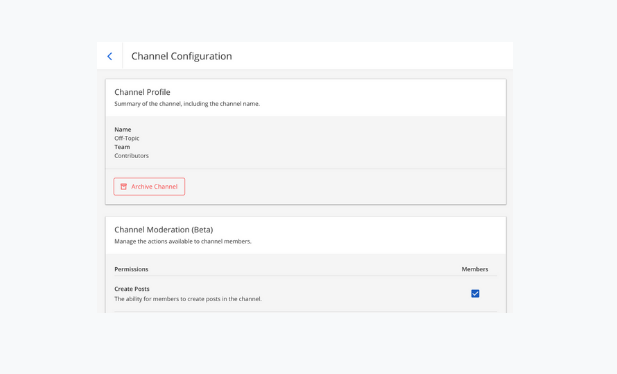 Channel Configuration
Channel Profile
Summary of the channel, including the channel name.
Name
Off-Topic
Team
Contributors
Archive Channel
Channel Moderation (Beta)
Manage the actions available to channel members.
Permissions Members
Create Posts
The ability for members to create posts in the channel.